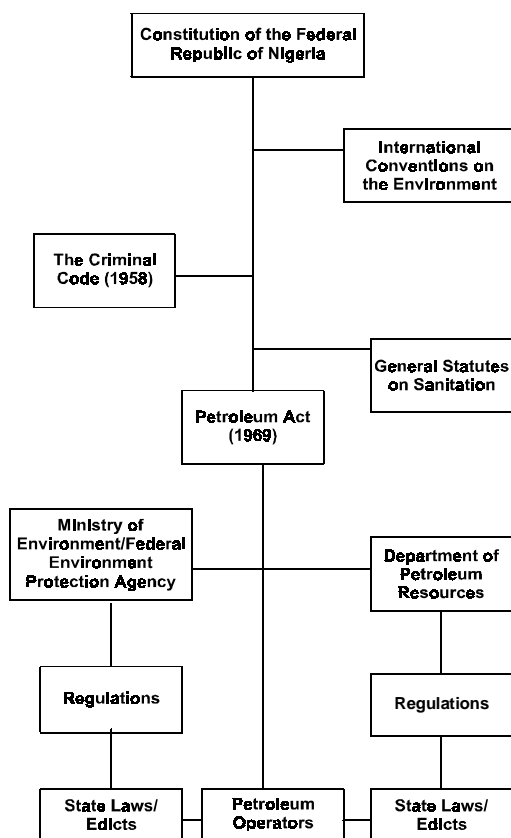 Constitution of the Federal
Republic of Nigeria
International
Conventions on
the Environment
The Criminal
Code (1958)
General Statutes
on Sanitation
Petroleum Act
(1969)
Ministry of
Environment/Federal
Environment
Protection Agency
Department of
Petroleum
Resources
Regulations
Regulations
State Laws/
Edicts
Petroleum
Operators
State Laws/
Edicts